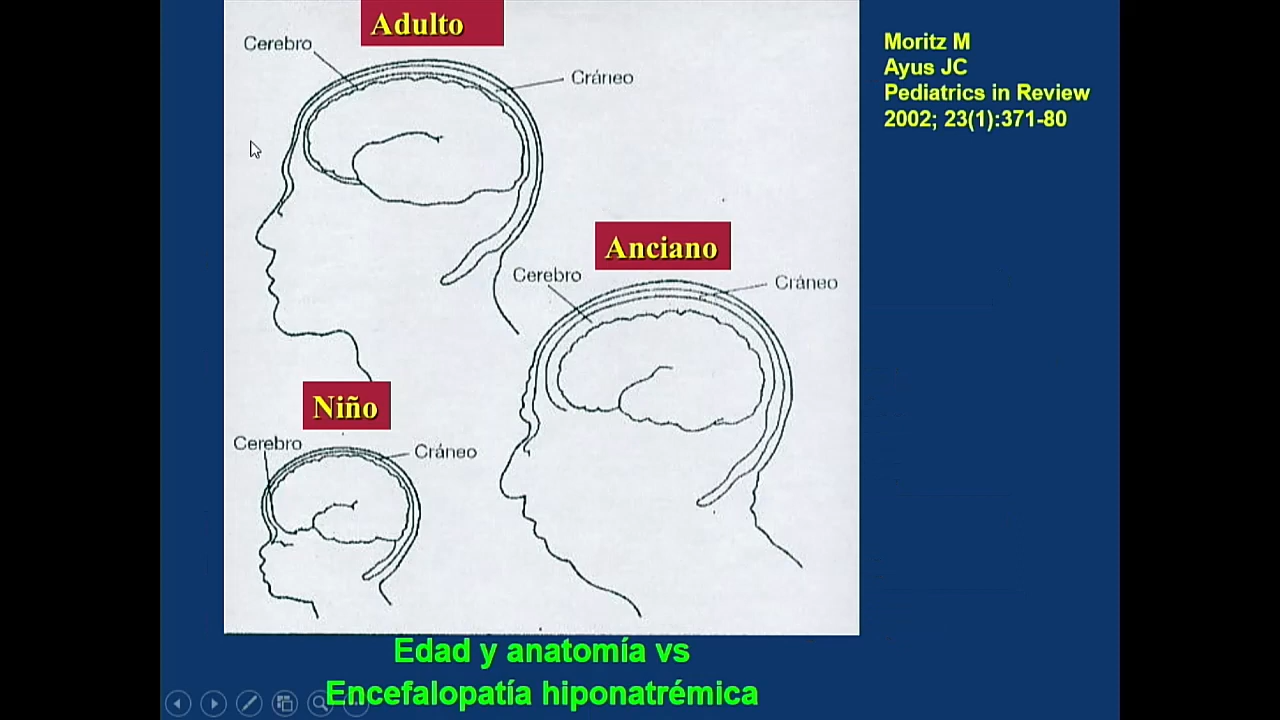 Adulto
Cerebro
Cráneo
Moritz M
Ayus JC
Pediatrics in Review
2002; 23(1):371-80
Anciano
Cerebro
Cráneo
Niño
Cerebro
Cráneo
Edad y anatomía vs
Encefalopatía hiponatrémica